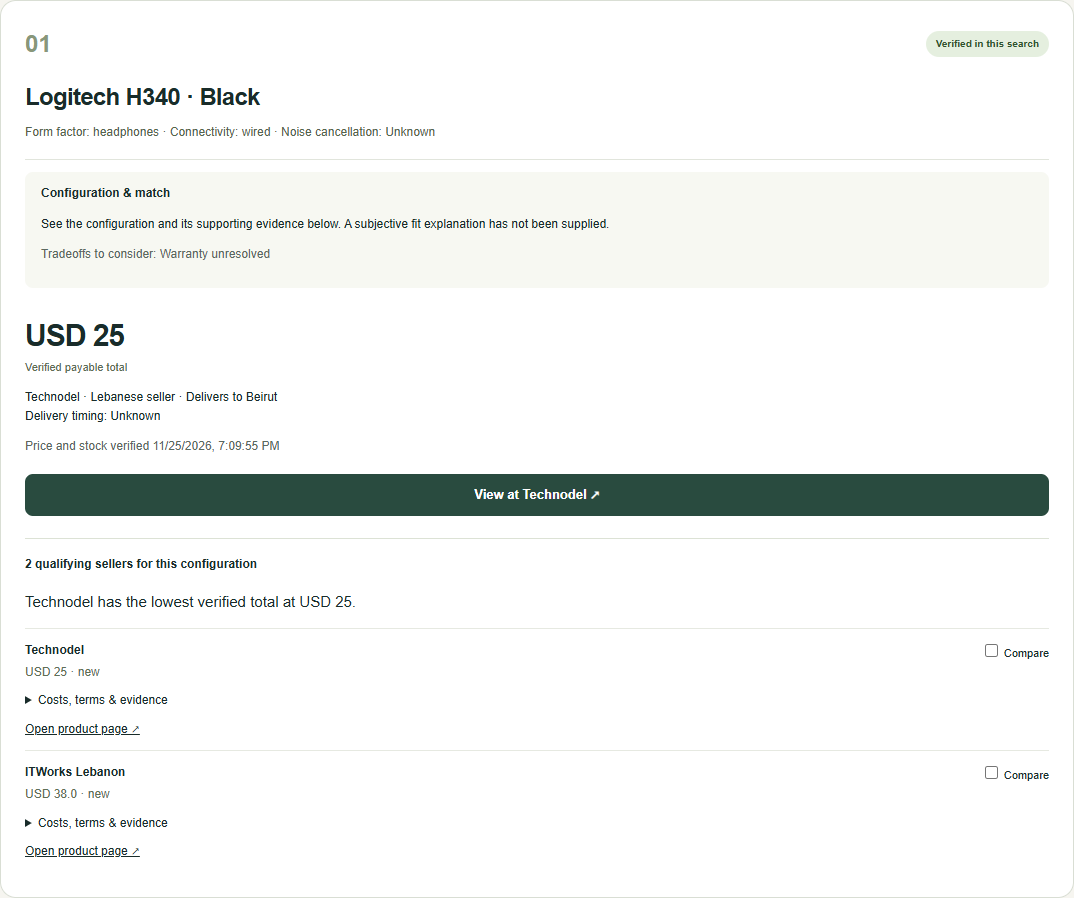 01
Verified in this search
Logitech H340 · Black
Form factor: headphones · Connectivity: wired · Noise cancellation: Unknown
Configuration & match
See the configuration and its supporting evidence below. A subjective fit explanation has not been supplied.
Tradeoffs to consider: Warranty unresolved
USD 25
Verified payable total
Technodel · Lebanese seller · Delivers to Beirut
Delivery timing: Unknown
Price and stock verified 11/25/2026, 7:09:55 PM
View at Technodel ↗
2 qualifying sellers for this configuration
Technodel has the lowest verified total at USD 25.
Technodel
Compare
USD 25 · new
▶ Costs, terms & evidence
Open product page ↗
ITWorks Lebanon
Compare
USD 38.0 · new
▶ Costs, terms & evidence
Open product page ↗